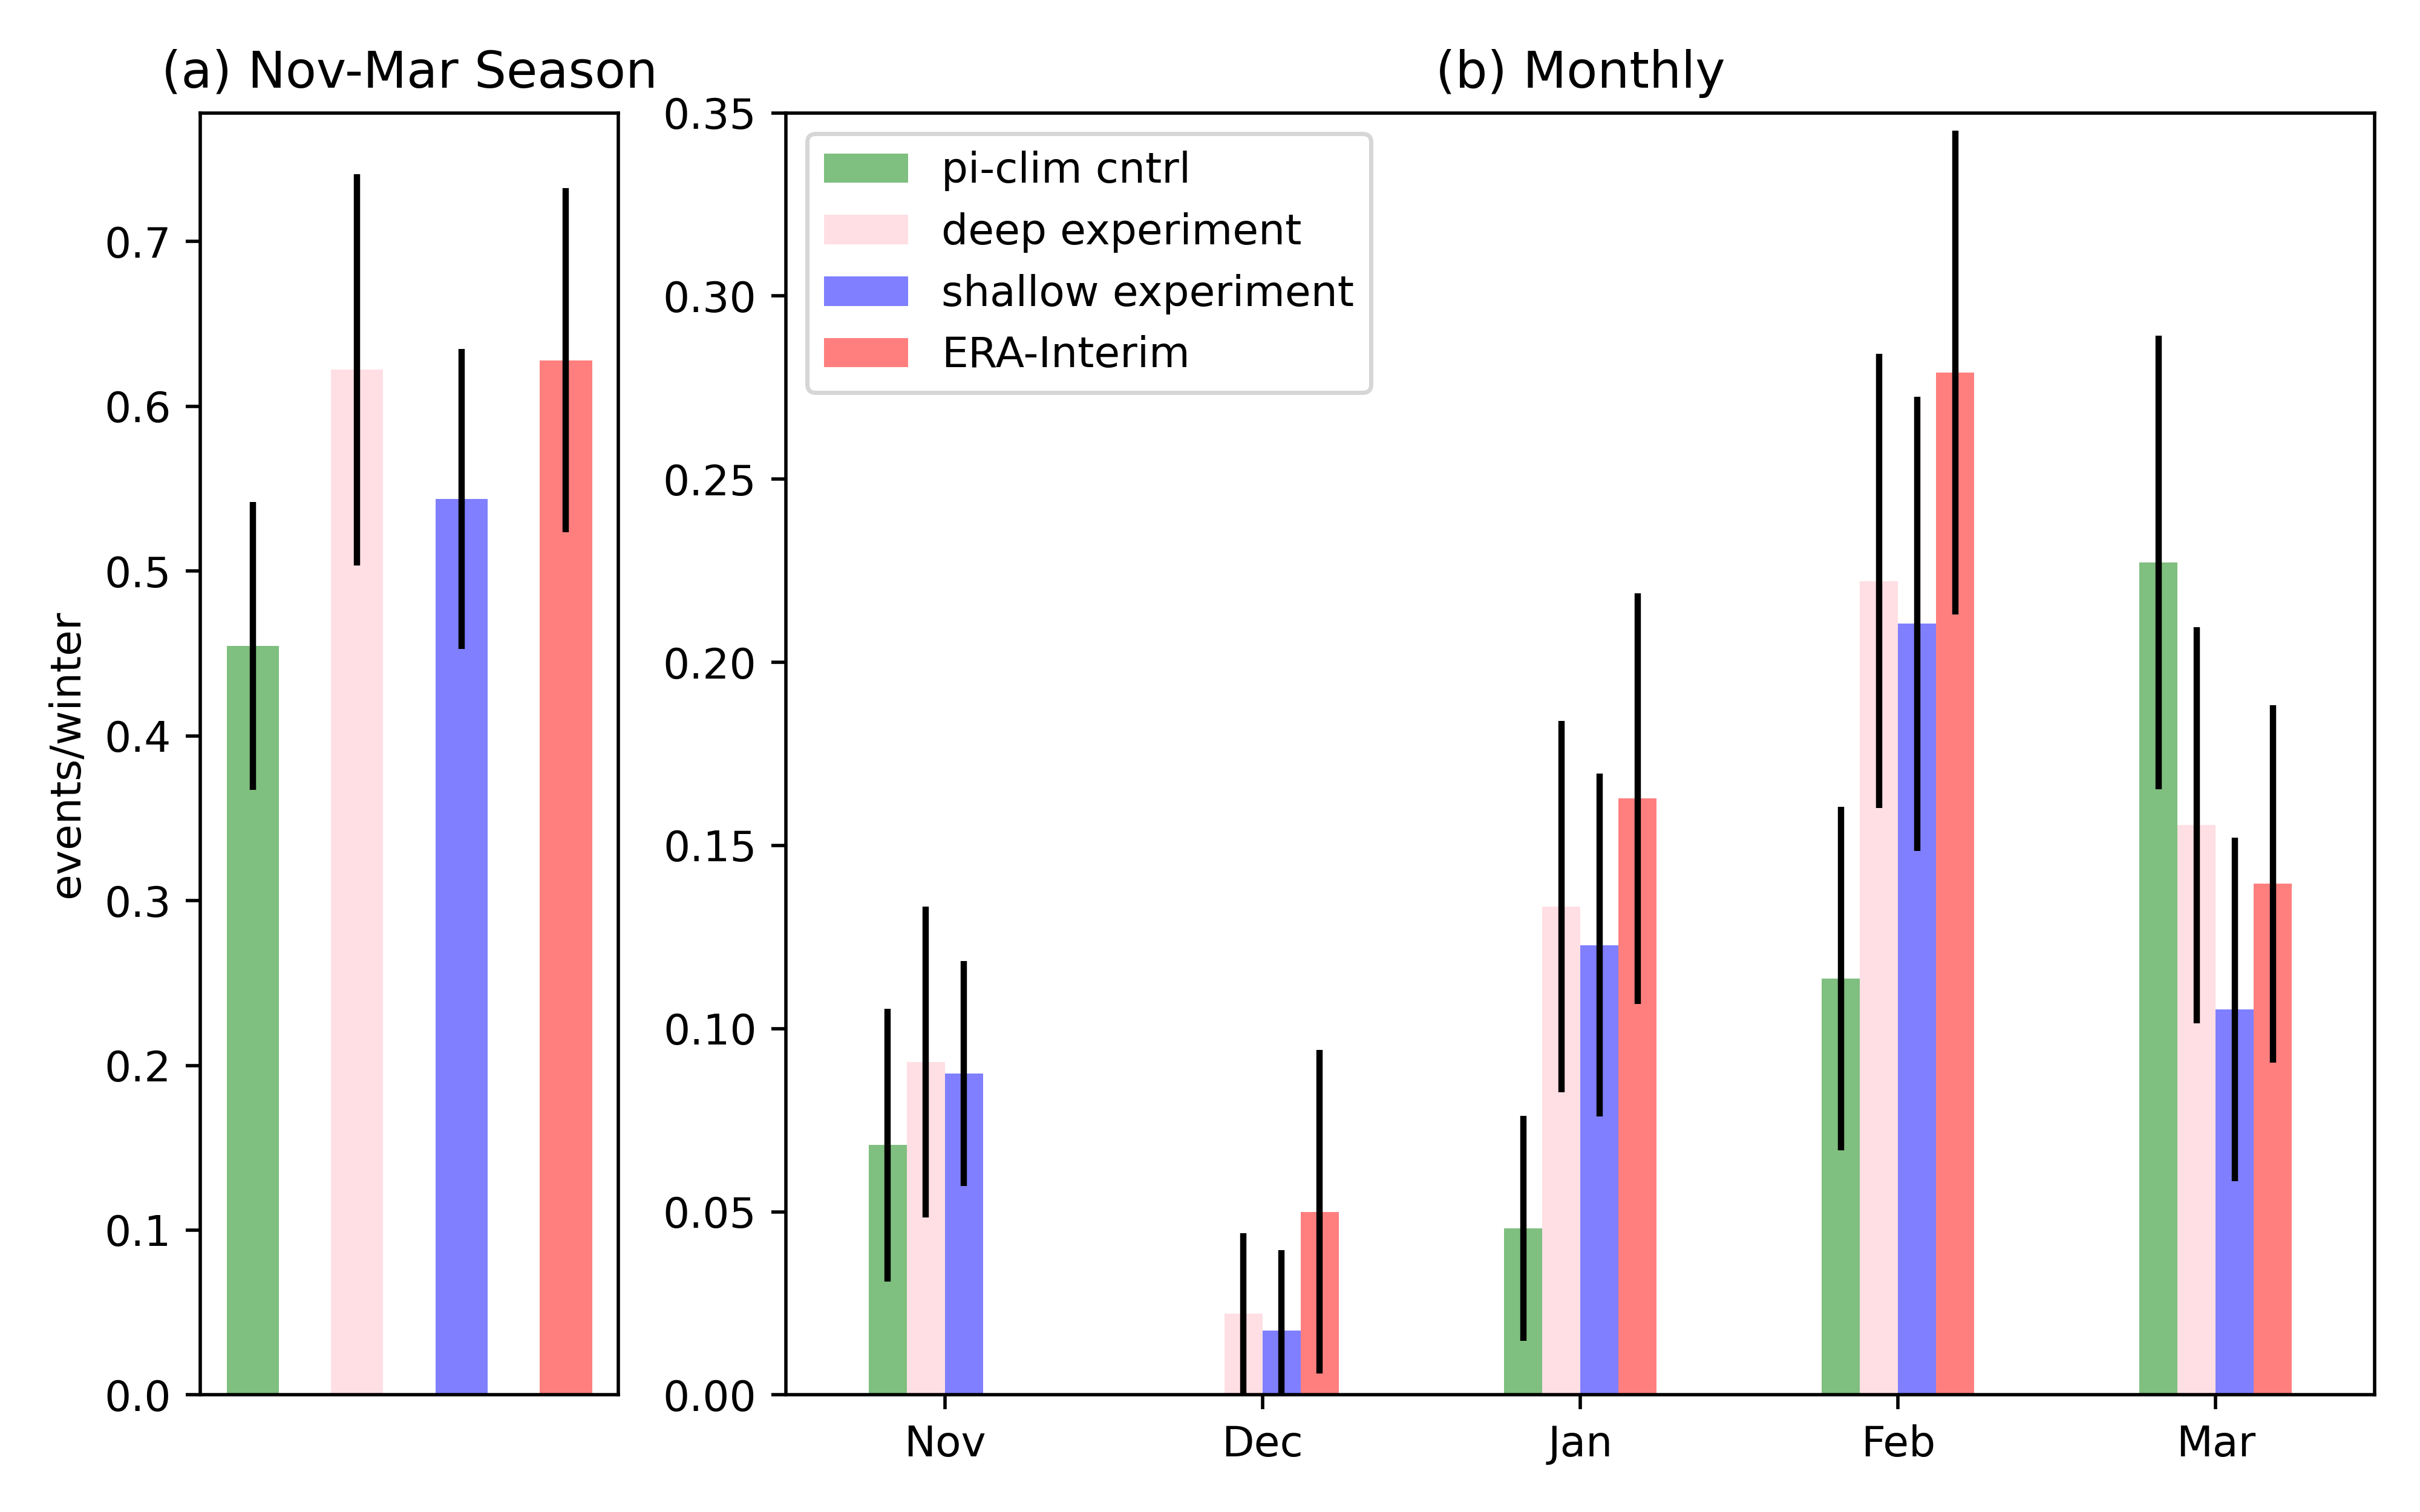 (a) Nov-Mar Season
events/winter
0.7
0.6
0.5
0.4
0.3
0.2
0.1
0.0
(b) Monthly
0.35
0.30
0.25
0.20
0.15
0.10
0.05
0.00
pi-clim cntrl
deep experiment
shallow experiment
ERA-Interim
Nov Dec Jan Feb Mar